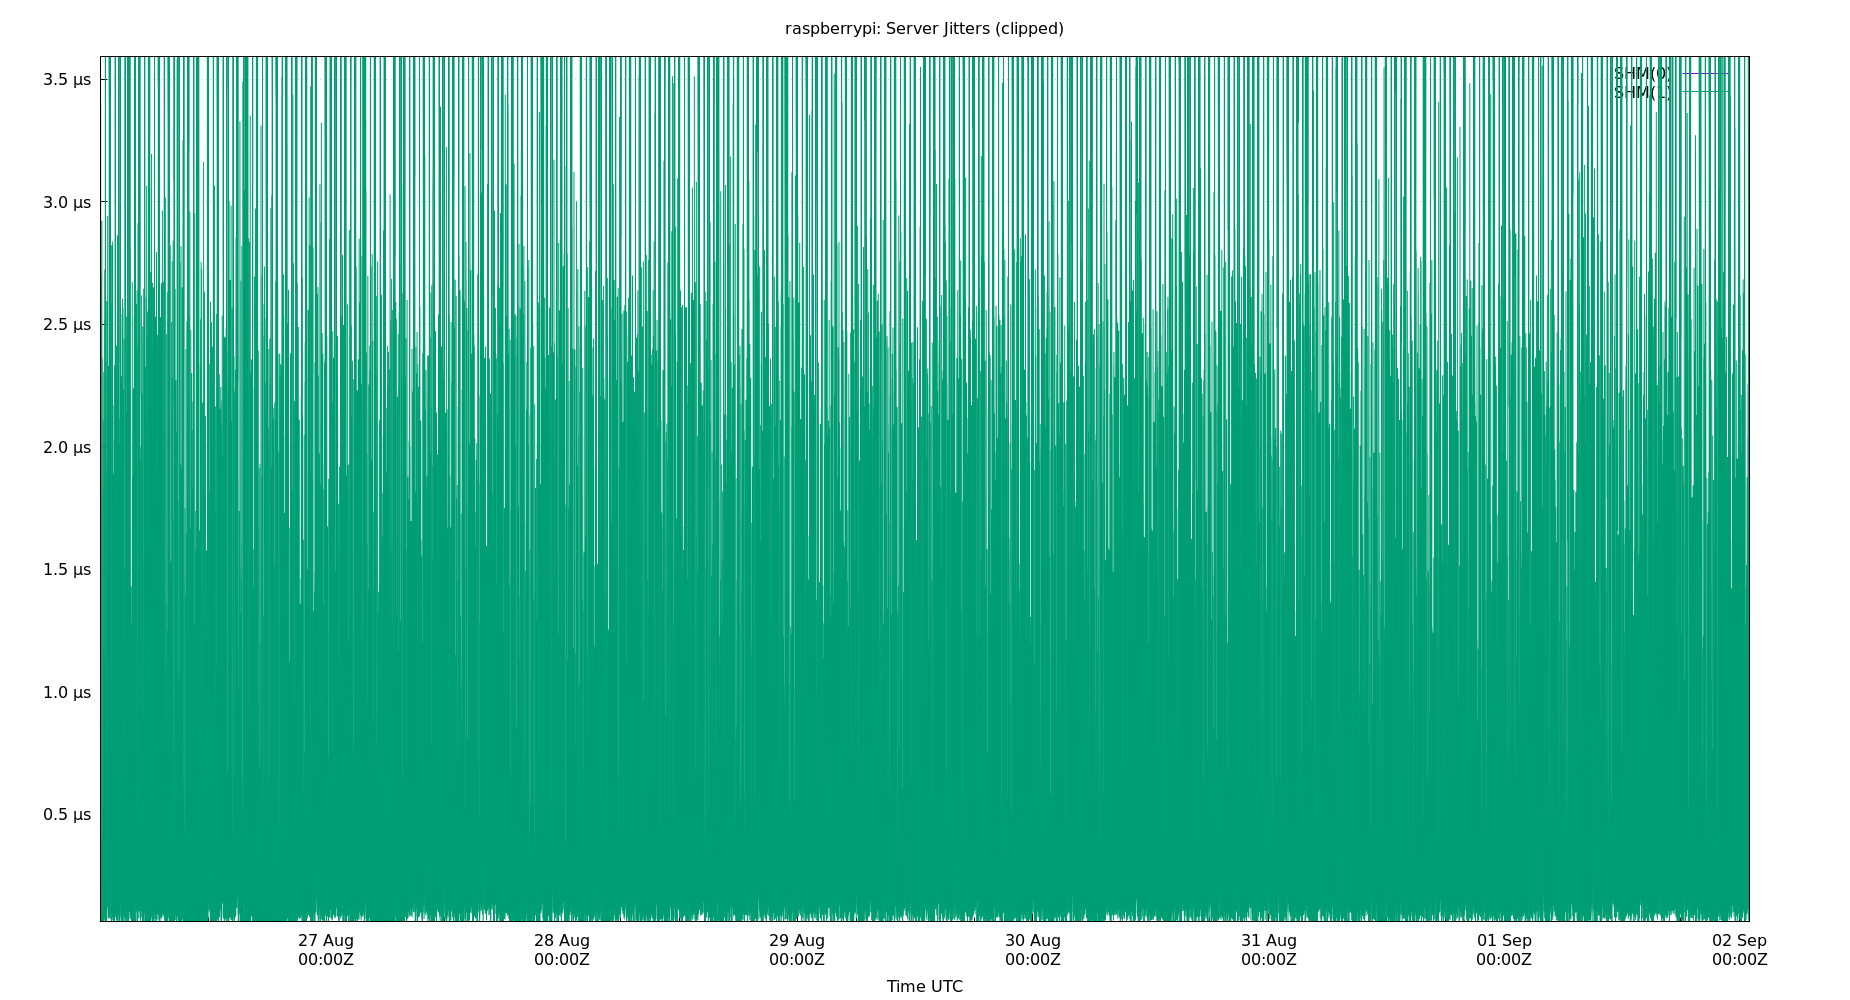 raspberrypi: Server Jitters (clipped)
3.5 µs
3.0 µs
2.5 µs
2.0 µs
1.5 µs
1.0 µs
0.5 µs
SHM(0)
SHM(1)
27 Aug 28 Aug 29 Aug 30 Aug 31 Aug 01 Sep 02 Sep
00:00Z 00:00Z 00:00Z 00:00Z 00:00Z 00:00Z 00:00Z
Time UTC